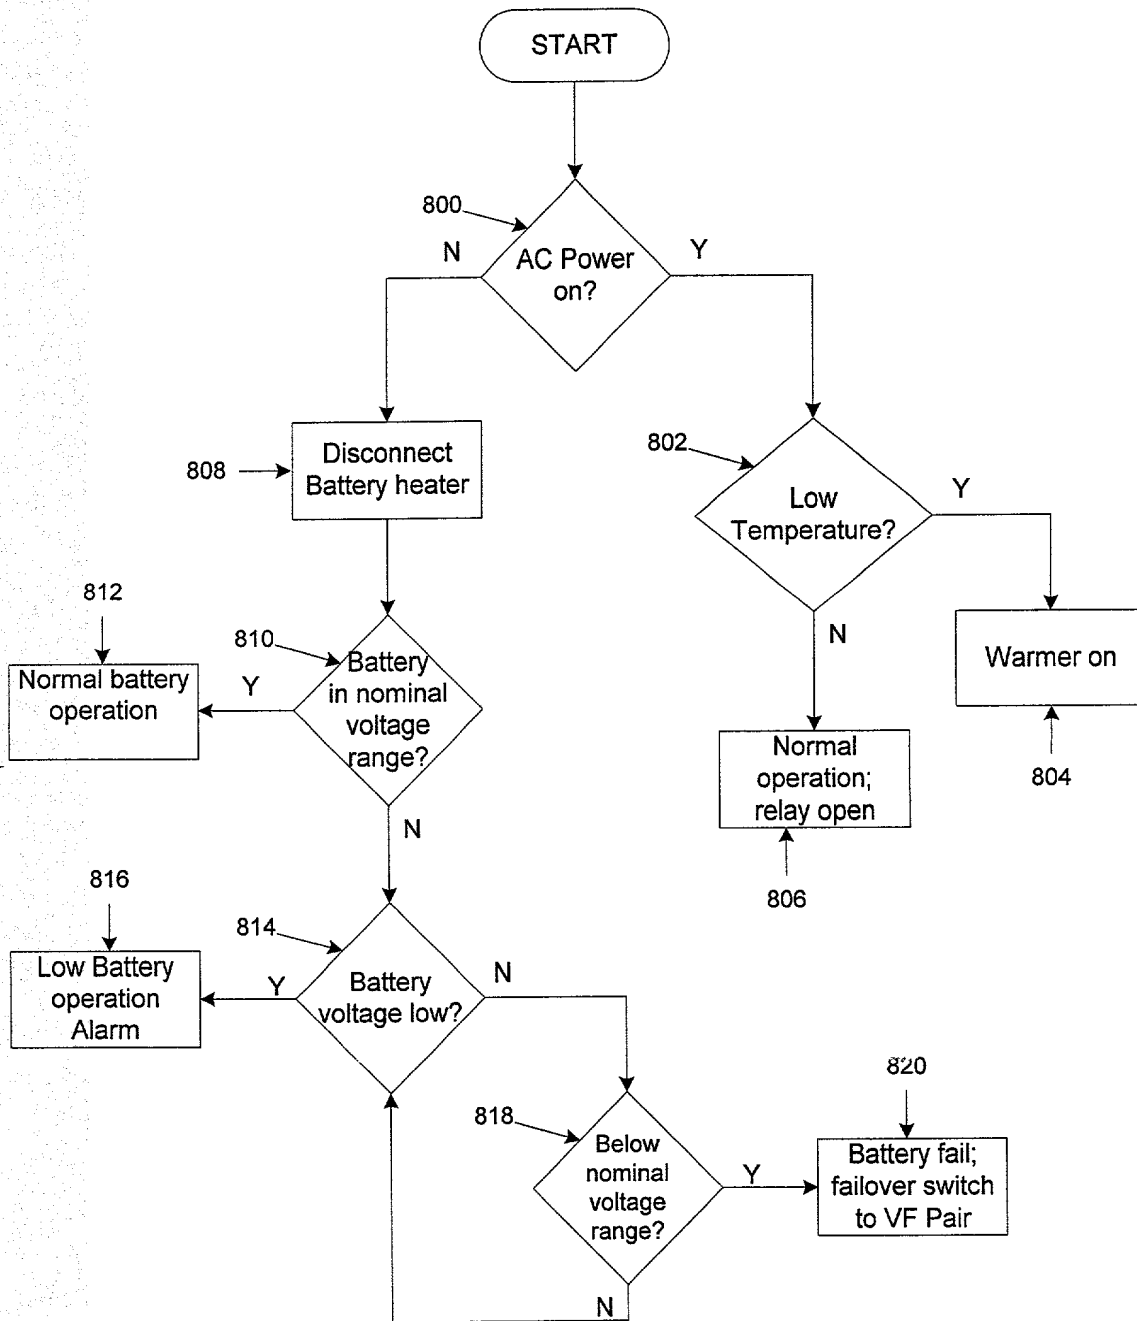 START
800
N
AC Power
on?
Y
808
Disconnect
Battery heater
802
Low
Temperature?
Y
N
Warmer on
804
Normal
operation;
relay open
806
812
Normal battery
operation
Y
810
Battery
in nominal
voltage
range?
N
816
Low Battery
operation
Alarm
Y
814
Battery
voltage low?
N
818
Below
nominal
voltage
range?
Y
N
820
Battery fail;
failover switch
to VF Pair